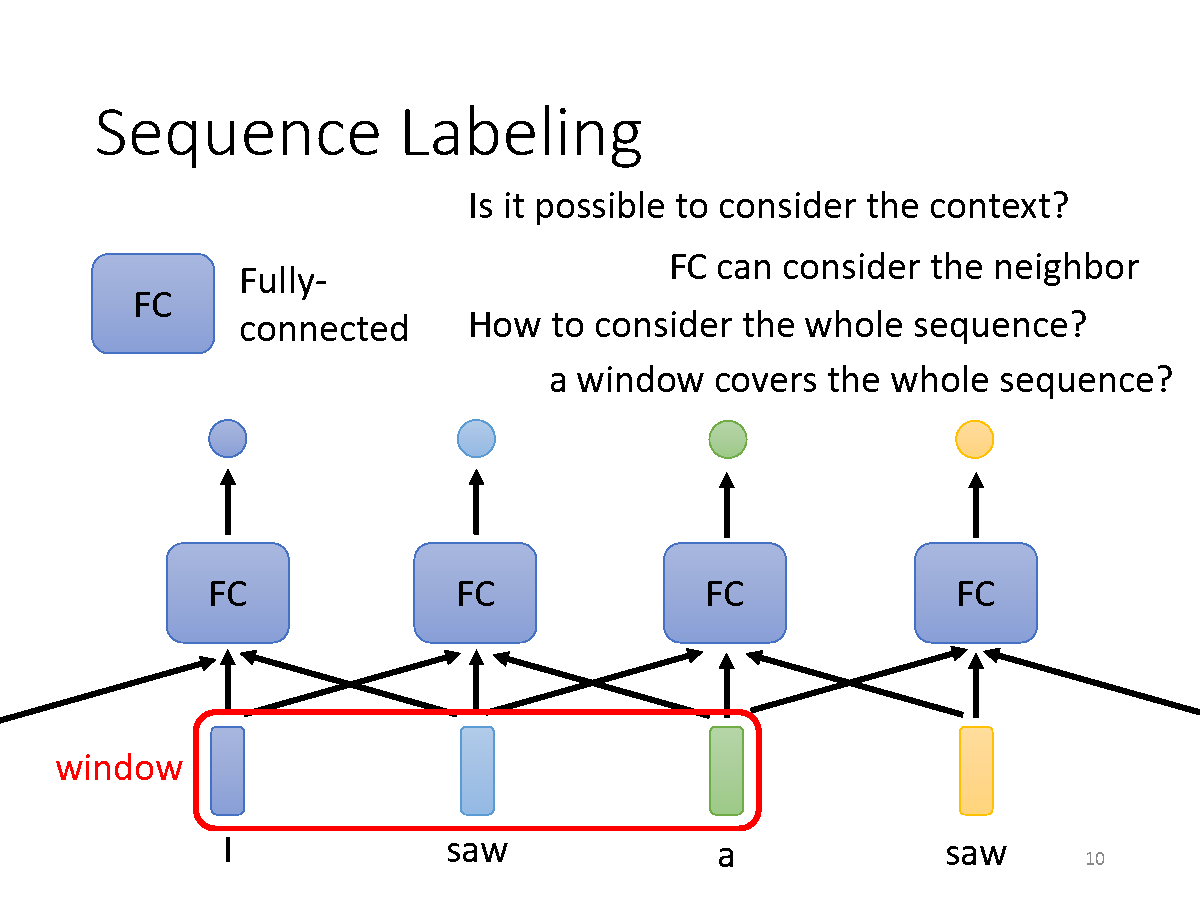 Sequence Labeling
Is it possible to consider the context?
FC can consider the neighbor
FC
Fully-
connected
How to consider the whole sequence?
a window covers the whole sequence?
FC
FC
FC
FC
window
I
saw
a
saw
10